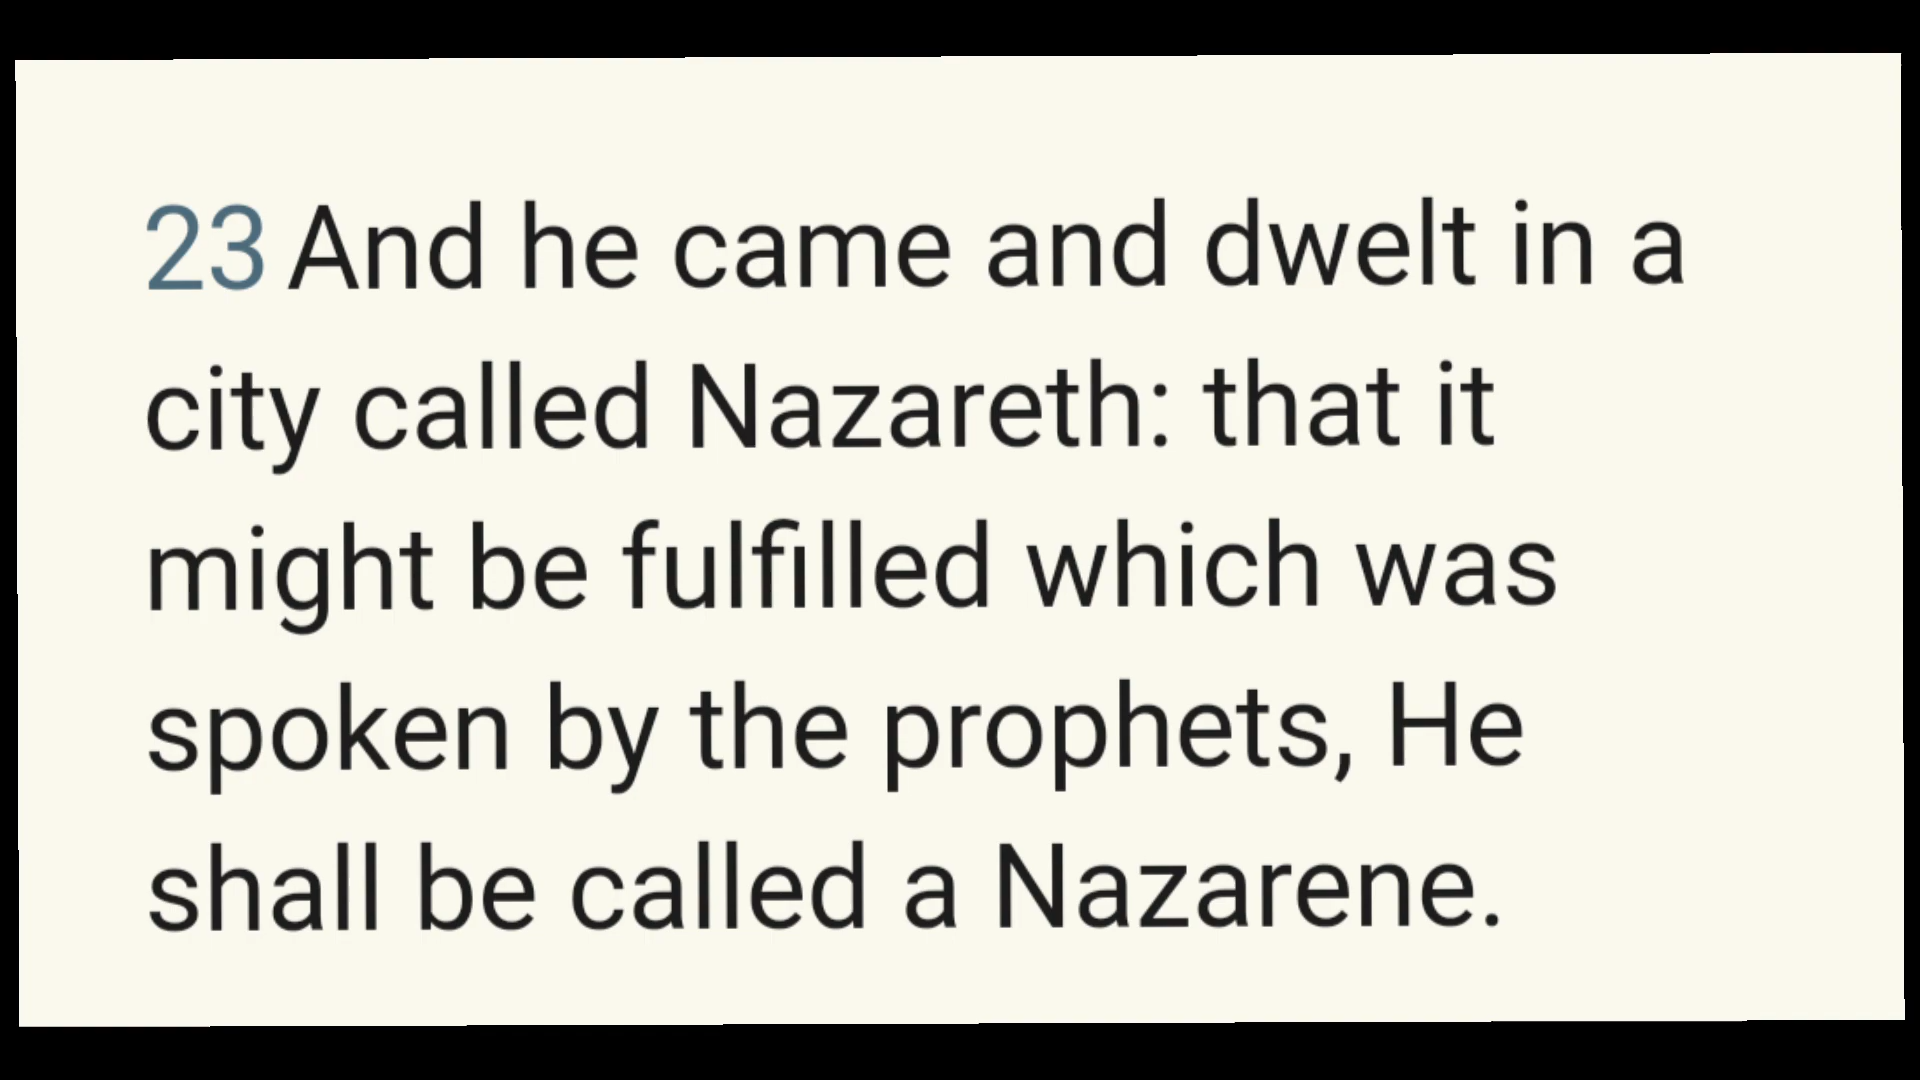 23 And he came and dwelt in a
city called Nazareth: that it
might be fulfilled which was
spoken by the prophets, He
shall be called a Nazarene.